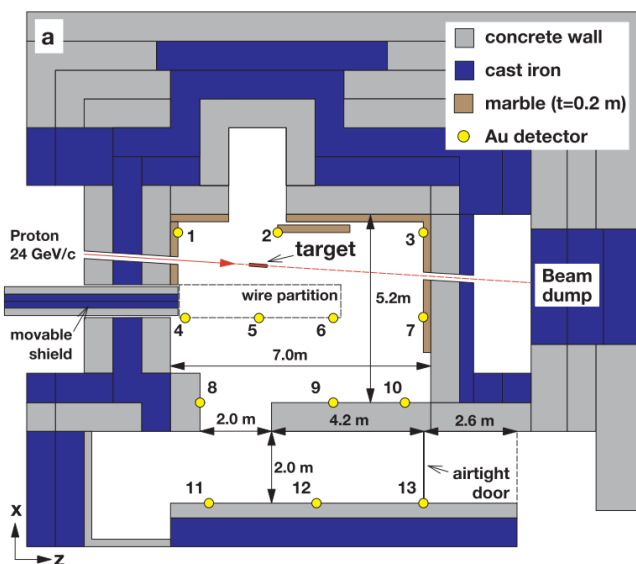 a
concrete wall
cast iron
marble (t=0.2 m)
Au detector
Proton
24 GeV/c
1
2
3
target
Beam
dump
wire partition
5.2m
movable
shield
4
5
6
7
7.0m
8
9
10
2.0 m
4.2 m
2.6 m
2.0 m
airtight
door
11
12
13
x
z